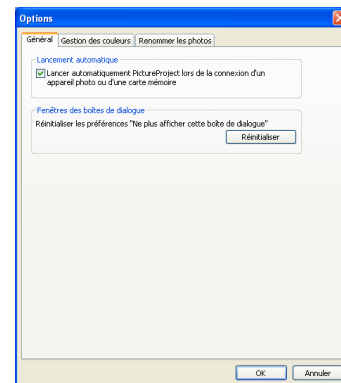 Options
Général Gestion des couleurs Renommer les photos
Lancement automatique
Lancer automatiquement PictureProject lors de la connexion d'un
appareil photo ou d'une carte mémoire
Fenêtres des boîtes de dialogue
Réinitialiser les préférences "Ne plus afficher cette boîte de dialogue"
Réinitialiser
OK Annuler